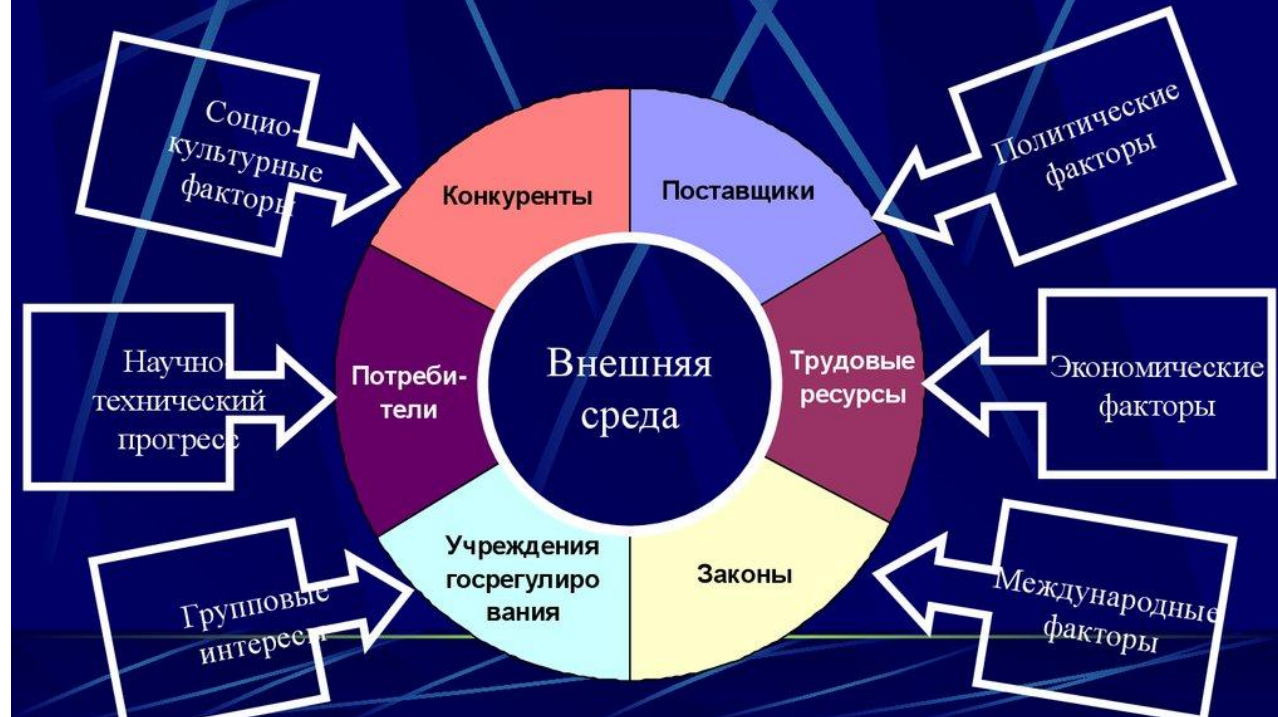 Социо-
культурные
факторы
Политические
факторы
Конкуренты
Поставщики
Научно-
технический
прогресс
Потреби-
тели
Внешняя
среда
Трудовые
ресурсы
Экономические
факторы
Учреждения
госрегулиро
вания
Законы
Групповые
интересы
Международные
факторы